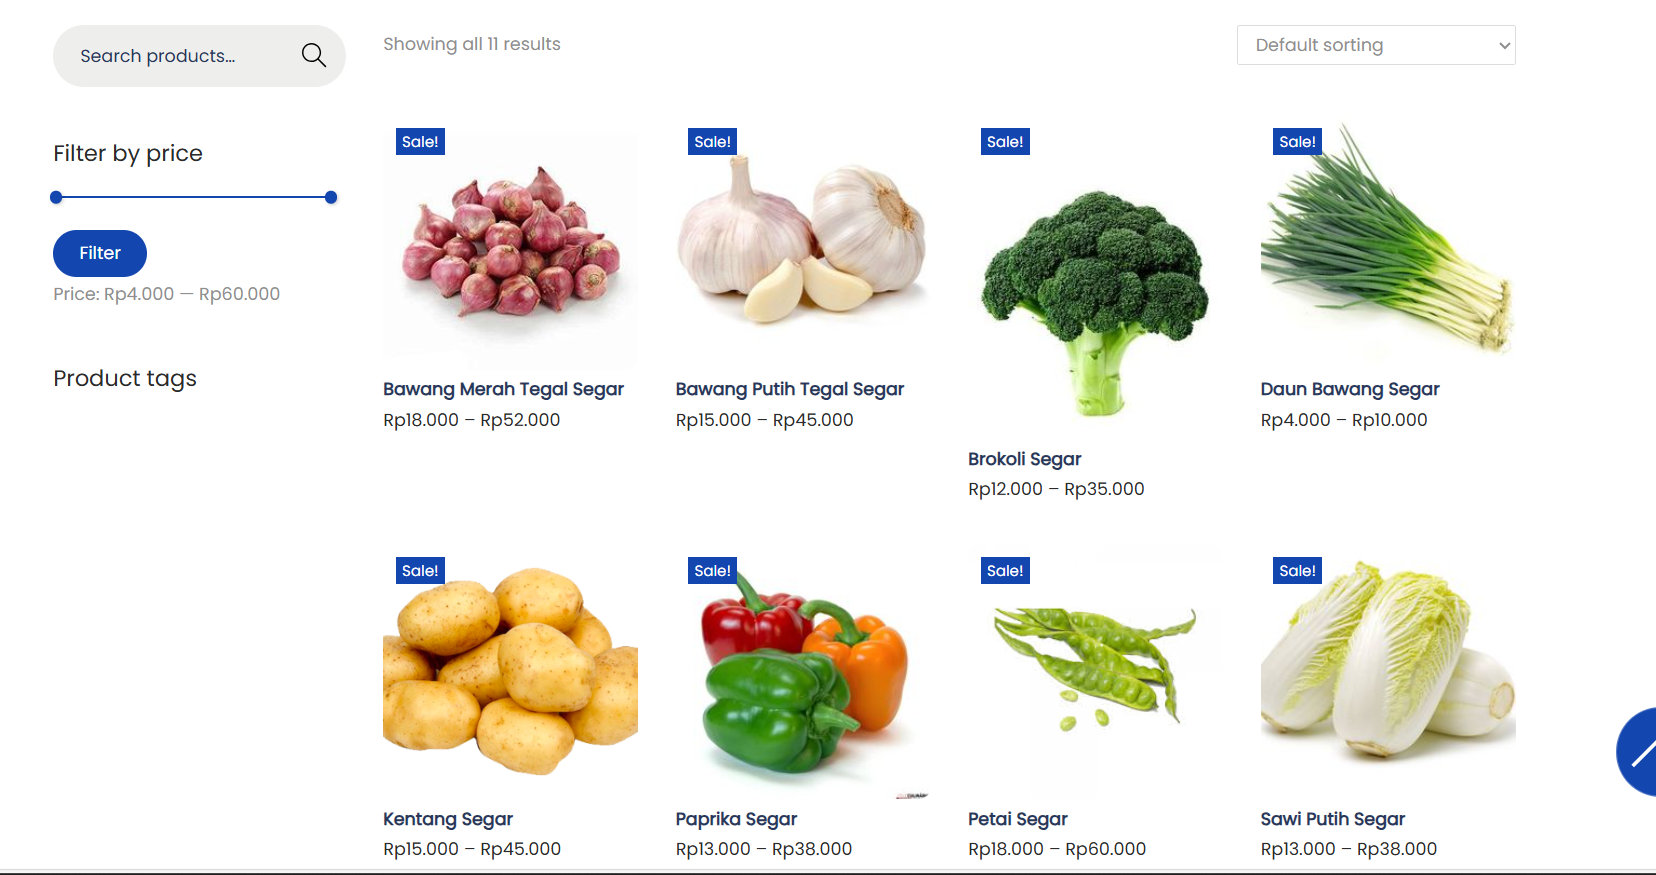 Search products...
Showing all 11 results
Default sorting
Filter by price
Filter
Price: Rp4.000 — Rp60.000
Product tags
Sale!
Sale!
Sale!
Sale!
Bawang Merah Tegal Segar
Rp18.000 – Rp52.000
Bawang Putih Tegal Segar
Rp15.000 – Rp45.000
Brokoli Segar
Rp12.000 – Rp35.000
Daun Bawang Segar
Rp4.000 – Rp10.000
Sale!
Sale!
Sale!
Sale!
Kentang Segar
Rp15.000 – Rp45.000
Paprika Segar
Rp13.000 – Rp38.000
Petai Segar
Rp18.000 – Rp60.000
Sawi Putih Segar
Rp13.000 – Rp38.000